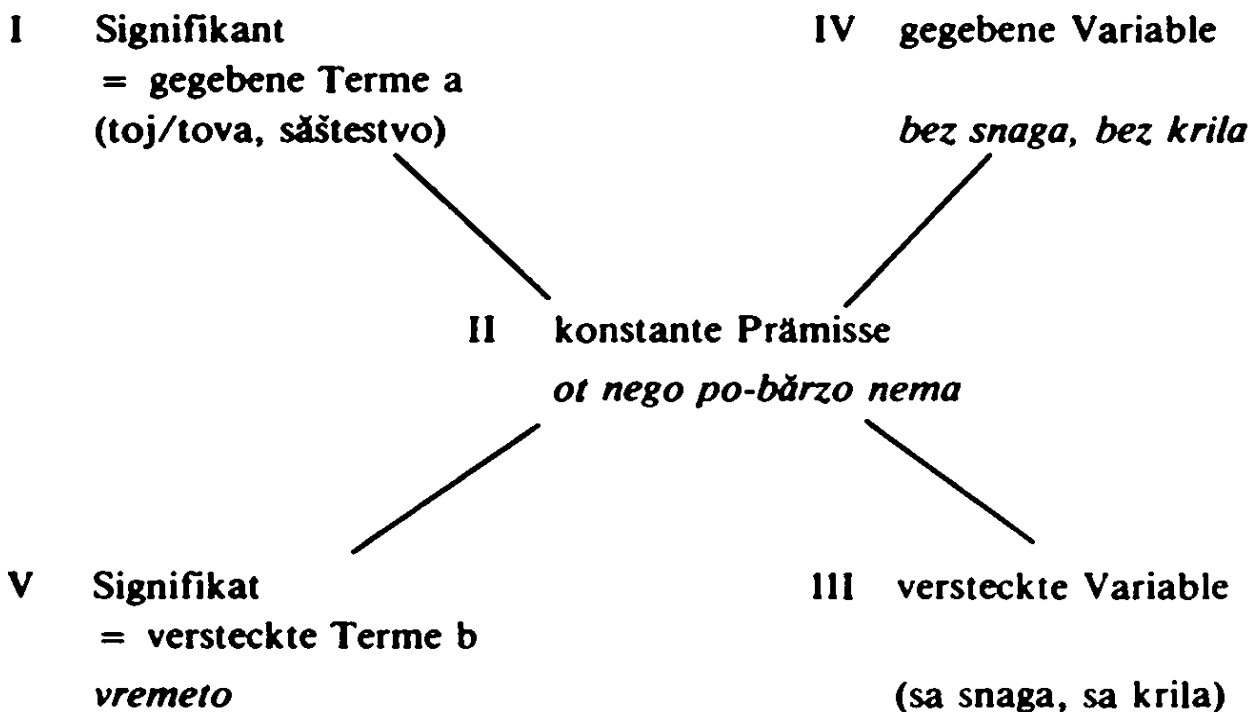 I Signifikant
= gegebene Terme a
(toj/tova, săštestvo)
IV gegebene Variable
bez snaga, bez krila
II konstante Prämisse
ot nego po-bărzo nema
V Signifikat
= versteckte Terme b
vremeto
III versteckte Variable
(sa snaga, sa krila)